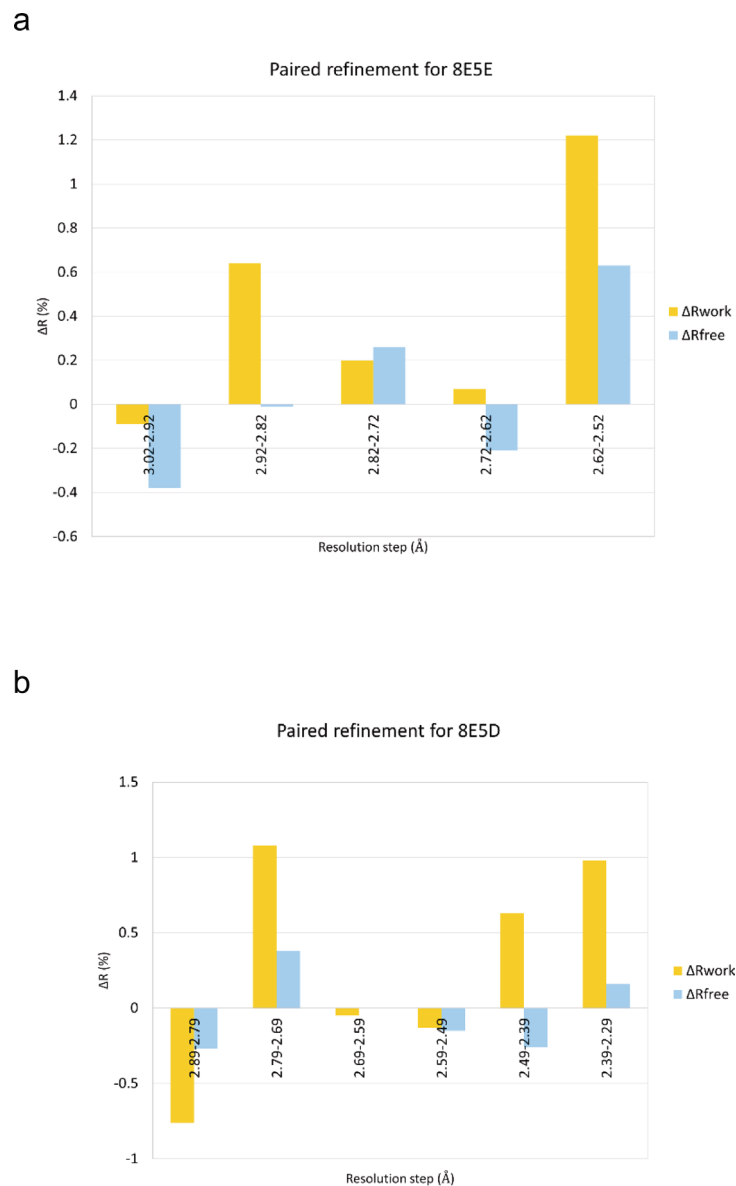 a
Paired refinement for 8E5E
1.4
1.2
1
0.8
0.6
0.4
0.2
0
-0.2
-0.4
-0.6
ΔR (%)
3.02-2.92
2.92-2.82
2.82-2.72
2.72-2.62
2.62-2.52
Resolution step (Å)
ΔRwork
ΔRfree
b
Paired refinement for 8E5D
1.5
1
0.5
0
-0.5
-1
ΔR (%)
2.89-2.79
2.79-2.69
2.69-2.59
2.59-2.49
2.49-2.39
2.39-2.29
Resolution step (Å)
ΔRwork
ΔRfree